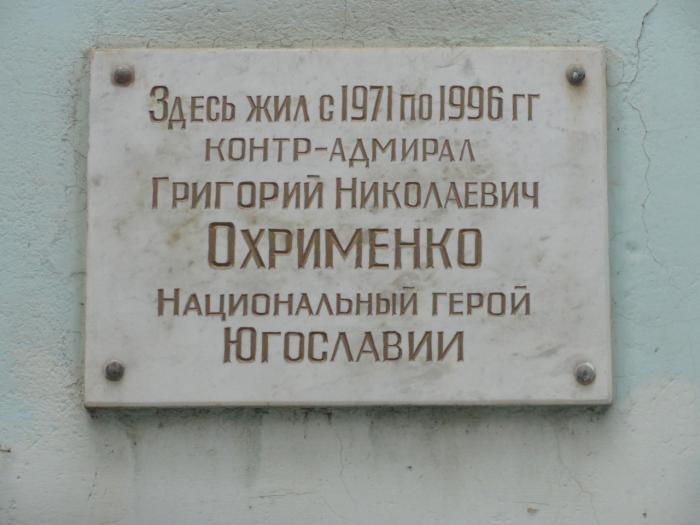 Здесь жил с 1971 по 1996 гг
контр-адмирал
Григорий Николаевич
Охрименко
Национальный герой
Югославии